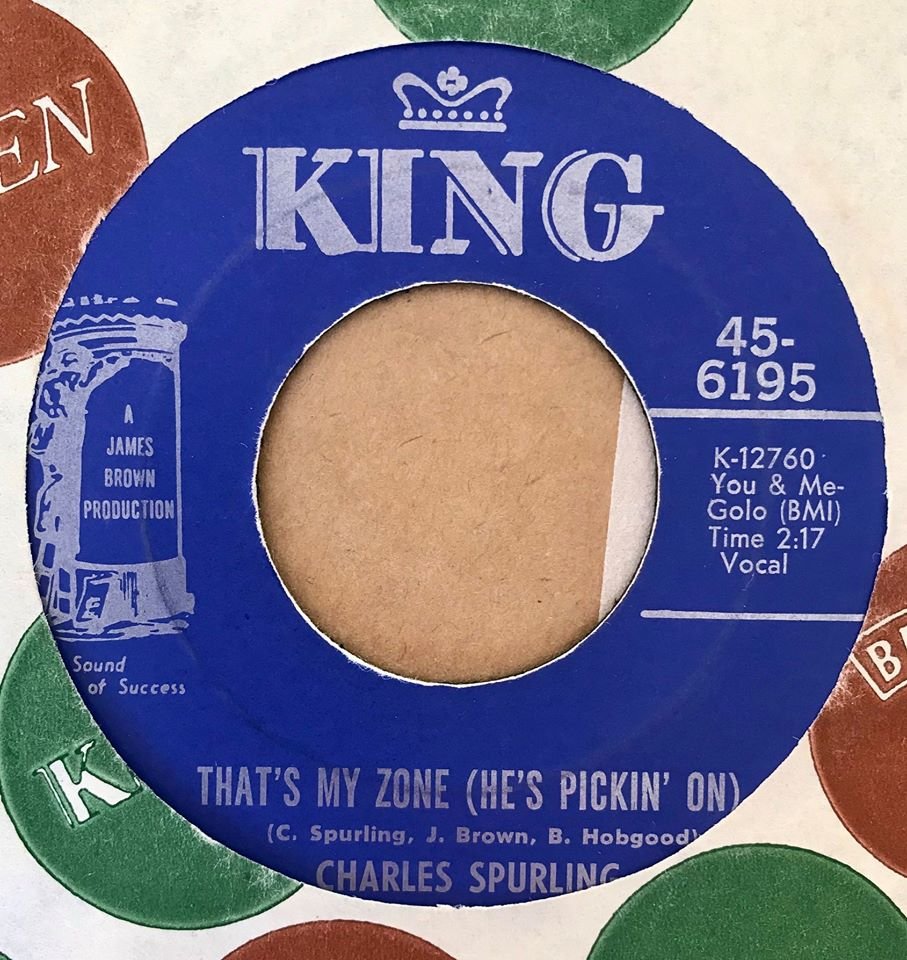 KING
45-
6195
K-12760
You & Me-
Golo (BMI)
Time 2:17
Vocal
A
JAMES
BROWN
PRODUCTION
Sound
of Success
THAT'S MY ZONE (HE'S PICKIN' ON)
(C. Spurling, J. Brown, B. Hobgood)
CHARLES SPURLING
EN
K
B